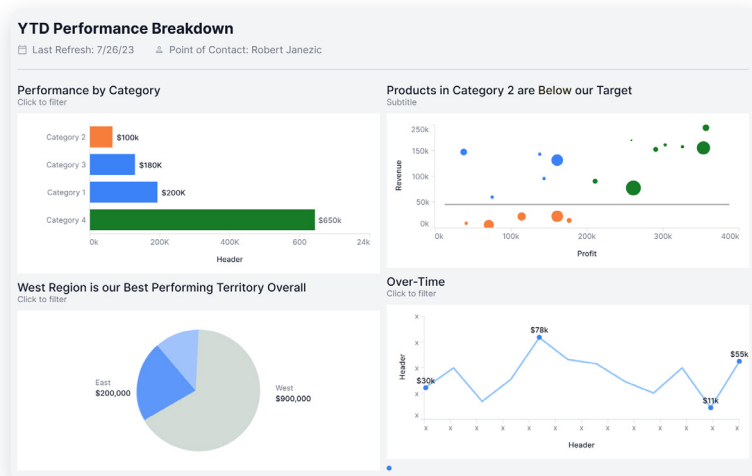 YTD Performance Breakdown
Last Refresh: 7/26/23 Point of Contact: Robert Janezic
Performance by Category
Click to filter
Category 2 $100k
Category 3 $180K
Category 1 $200K
Category 4 $650k
0k 200K 400K 600 24k
Header
Products in Category 2 are Below our Target
Subtitle
Revenue
250k
150k
100k
50k
0k
0k 100k 200k 300k 400k
Profit
West Region is our Best Performing Territory Overall
Click to filter
East
$200,000
West
$900,000
Over-Time
Click to filter
Header
x
x
x
x
x
$30k
$78k
$11k
$55k
x x x x x x x x x x x x x x
Header